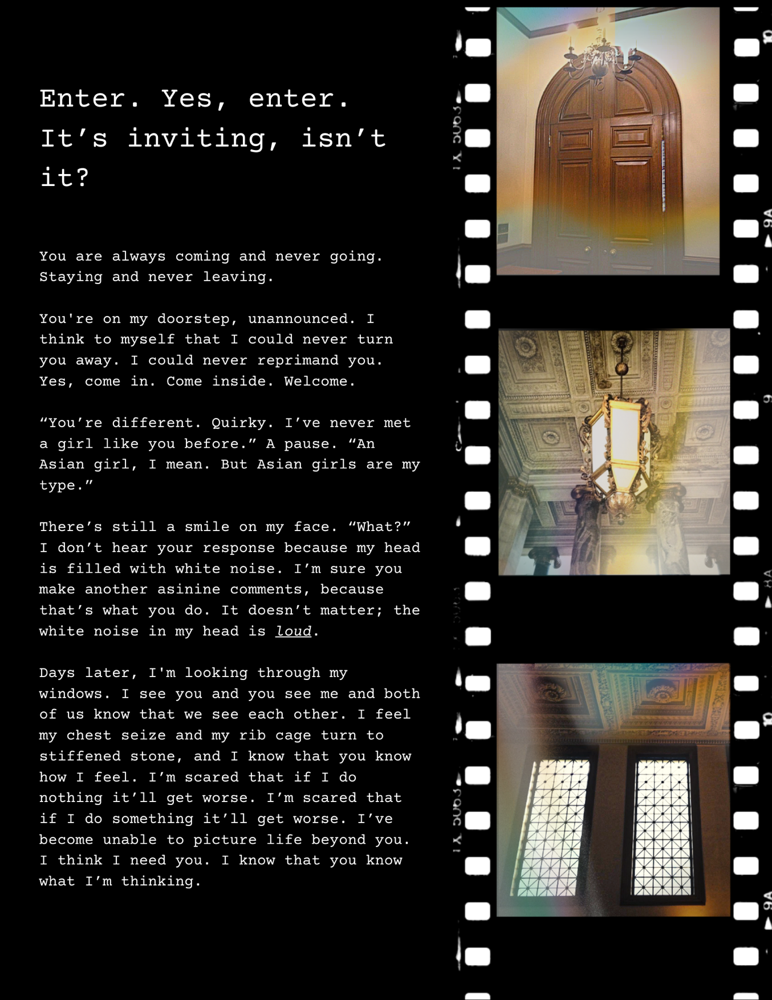 Enter. Yes, enter.
It’s inviting, isn’t
it?
You are always coming and never going.
Staying and never leaving.
You're on my doorstep, unannounced. I
think to myself that I could never turn
you away. I could never reprimand you.
Yes, come in. Come inside. Welcome.
“You’re different. Quirky. I’ve never met
a girl like you before.” A pause. “An
Asian girl, I mean. But Asian girls are my
type.”
There’s still a smile on my face. “What?”
I don’t hear your response because my head
is filled with white noise. I’m sure you
make another asinine comments, because
that’s what you do. It doesn’t matter; the
white noise in my head is loud.
Days later, I'm looking through my
windows. I see you and you see me and both
of us know that we see each other. I feel
my chest seize and my rib cage turn to
stiffened stone, and I know that you know
how I feel. I’m scared that if I do
nothing it’ll get worse. I’m scared that
if I do something it’ll get worse. I’ve
become unable to picture life beyond you.
I think I need you. I know that you know
what I’m thinking.
5063
5063
10
9A
9
8A
10
9A